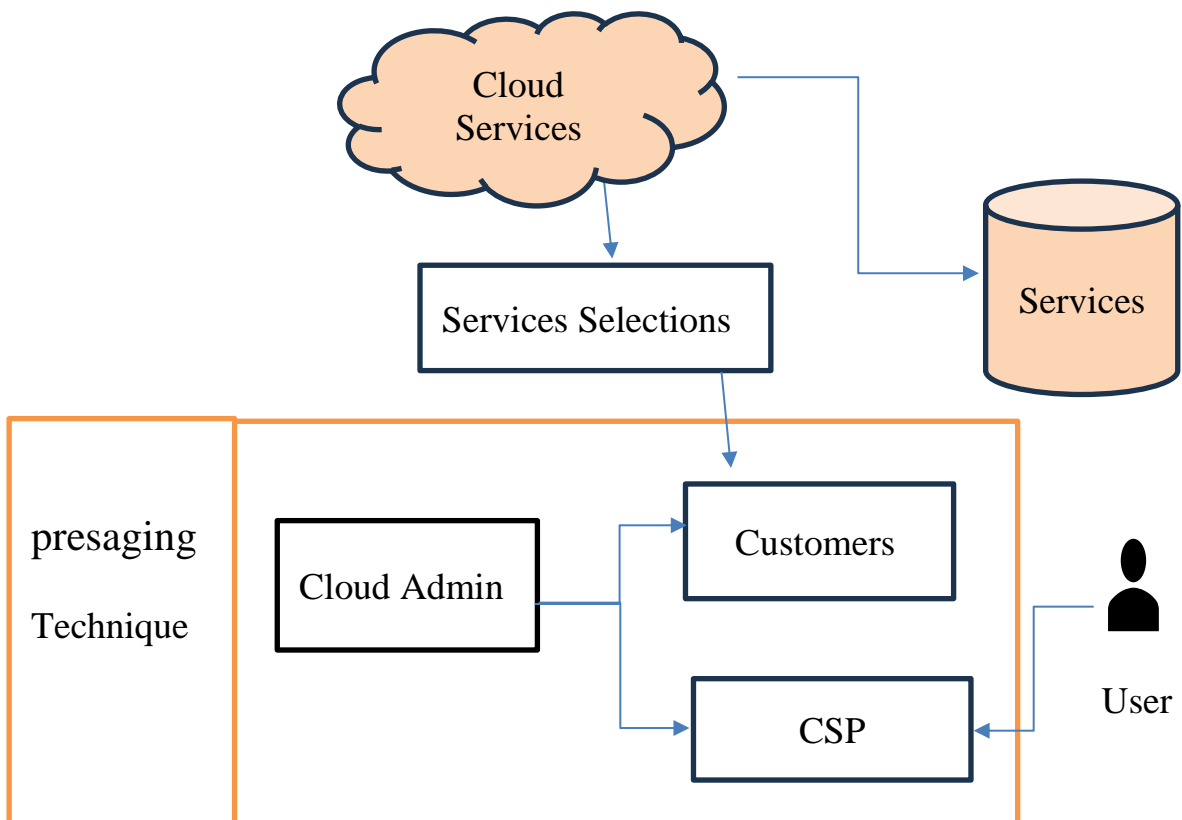 Cloud
Services
Services Selections
Services
presaging
Technique
Cloud Admin
Customers
CSP
User